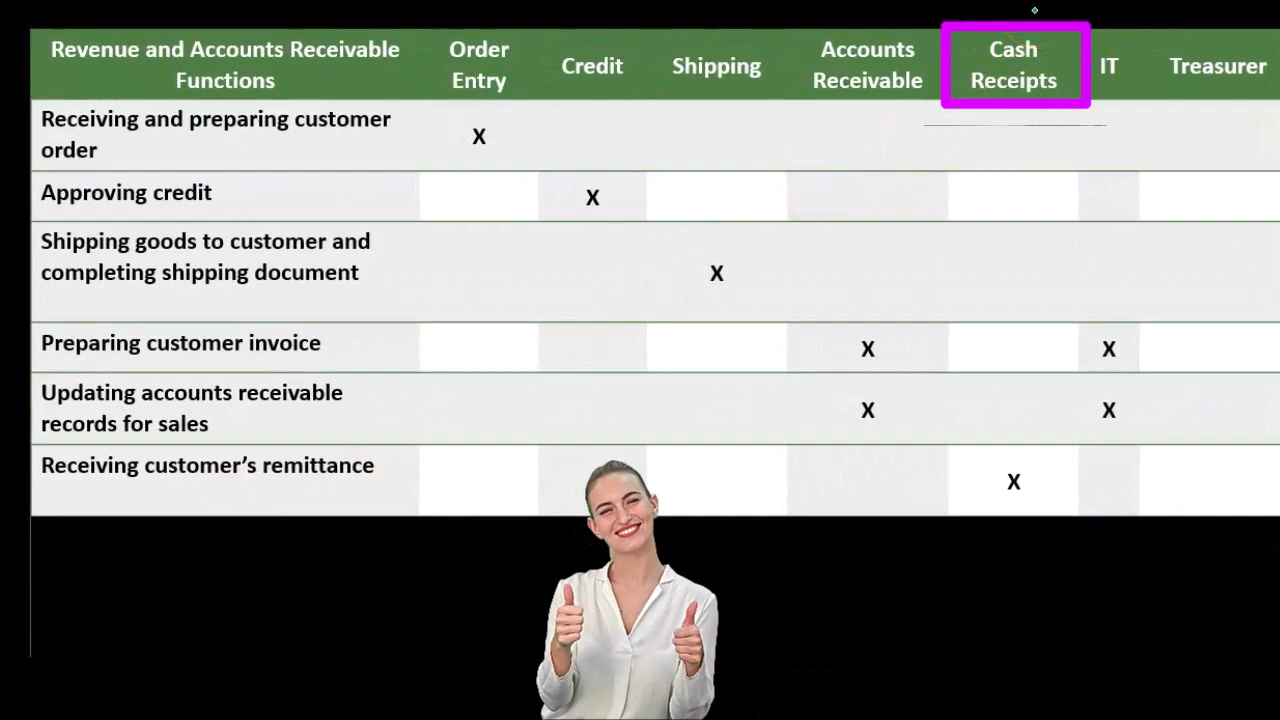 Revenue and Accounts Receivable
Functions
Order
Entry
Credit
Shipping
Accounts
Receivable
Cash
Receipts
IT
Treasurer
Receiving and preparing customer
order
X
Approving credit
X
Shipping goods to customer and
completing shipping document
X
Preparing customer invoice
X
X
Updating accounts receivable
records for sales
X
X
Receiving customer’s remittance
X